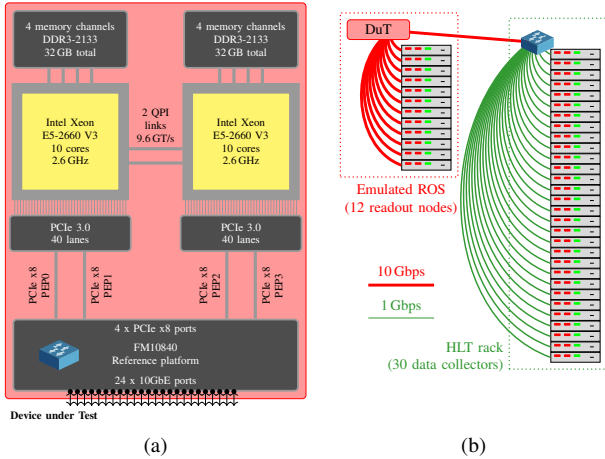 4 memory channels
DDR3-2133
32 GB total
4 memory channels
DDR3-2133
32 GB total
Intel Xeon
E5-2660 V3
10 cores
2.6 GHz
2 QPI
links
9.6 GT/s
Intel Xeon
E5-2660 V3
10 cores
2.6 GHz
PCIe 3.0
40 lanes
PCIe 3.0
40 lanes
PCIe x8
PEP0
PCIe x8
PEP1
PCIe x8
PEP2
PCIe x8
PEP3
4 x PCIe x8 ports
FM10840
Reference platform
24 x 10GbE ports
Device under Test
(a)
DuT
Emulated ROS
(12 readout nodes)
10 Gbps
1 Gbps
HLT rack
(30 data collectors)
(b)